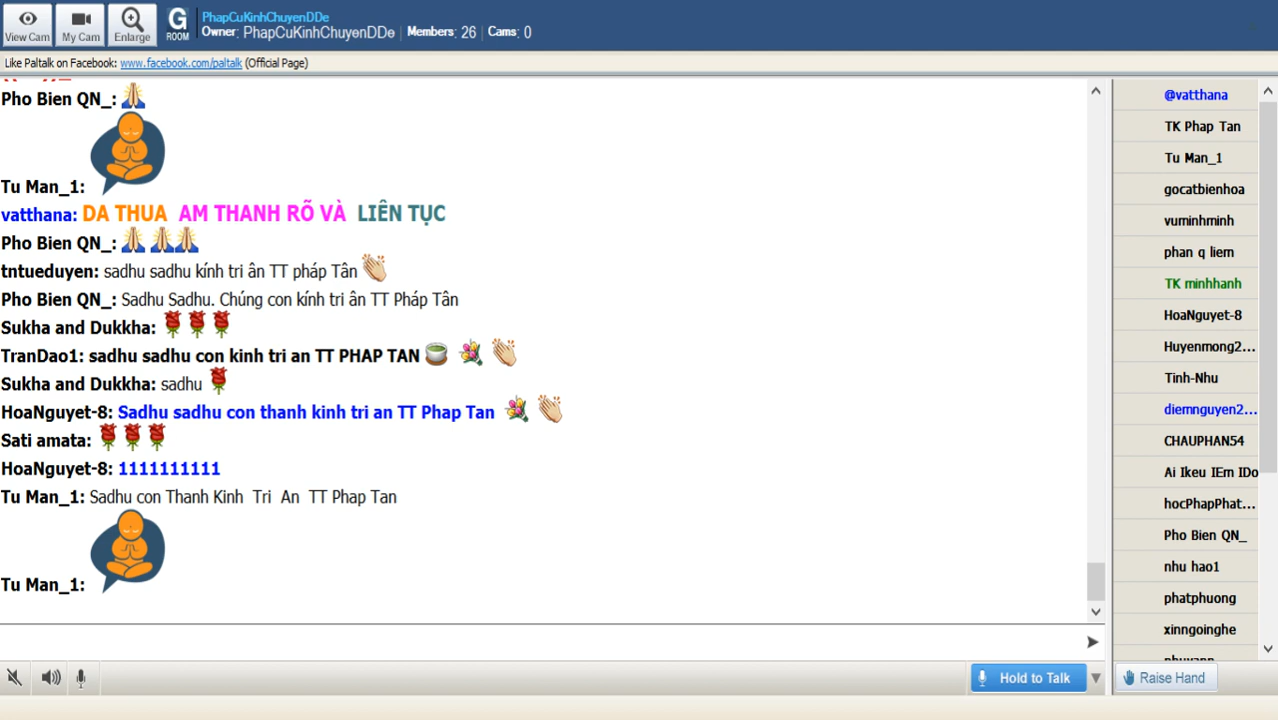 View Cam
My Cam
Enlarge
G
ROOM
PhapCuKinhChuyenDDe
Owner: PhapCuKinhChuyenDDe Members: 26 Cams: 0
Like Paltalk on Facebook: www.facebook.com/paltalk (Official Page)
Pho Bien QN_:
Tu Man_1:
vatthana: DA THUA AM THANH RÕ VÀ LIÊN TỤC
Pho Bien QN_:
tntueduyen: sadhu sadhu kính tri ân TT pháp Tân
Pho Bien QN_: Sadhu Sadhu. Chúng con kính tri ân TT Pháp Tân
Sukha and Dukkha:
TranDao1: sadhu sadhu con kinh tri an TT PHAP TAN
Sukha and Dukkha: sadhu
HoaNguyet-8: Sadhu sadhu con thanh kinh tri an TT Phap Tan
Sati amata:
HoaNguyet-8: 1111111111
Tu Man_1: Sadhu con Thanh Kinh Tri An TT Phap Tan
Tu Man_1:
@vatthana
TK Phap Tan
Tu Man_1
gocatbienhoa
vuminhminh
phan q liem
TK minhhanh
HoaNguyet-8
Huyenmong2...
Tinh-Nhu
diemnguyen2...
CHAUPHAN54
Ai Ikeu IEm IDo
hocPhapPhat...
Pho Bien QN_
nhu hao1
phatphuong
xinngoinghe
Hold to Talk
Raise Hand